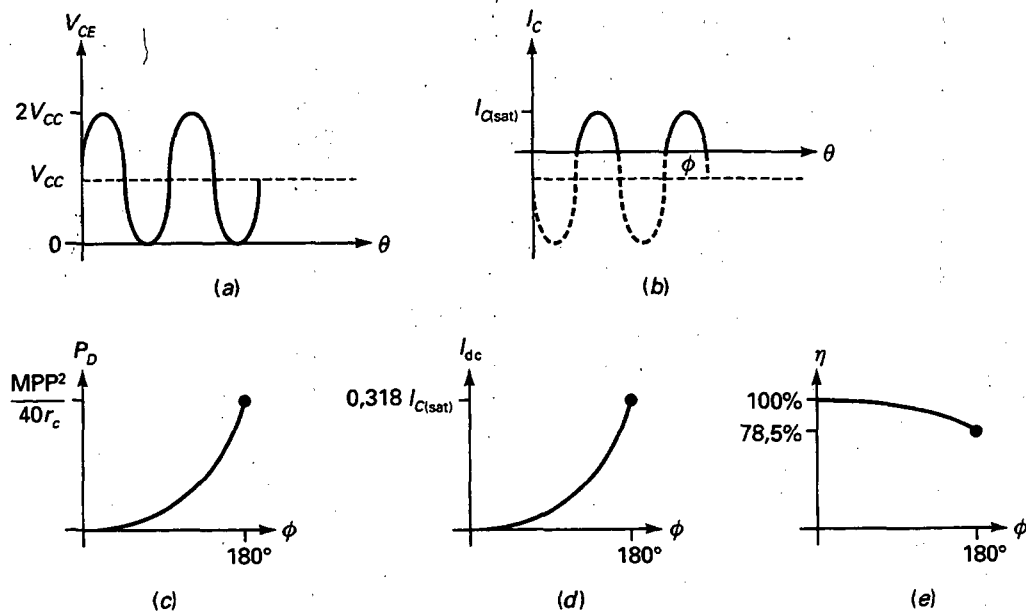 V_CE
2V_CC
V_CC
0
θ
(a)
I_C
I_C(sat)
θ
ϕ
(b)
P_D
MPP²
40r_c
180°
ϕ
(c)
I_dc
0,318 I_C(sat)
180°
ϕ
(d)
η
100%
78,5%
180°
ϕ
(e)